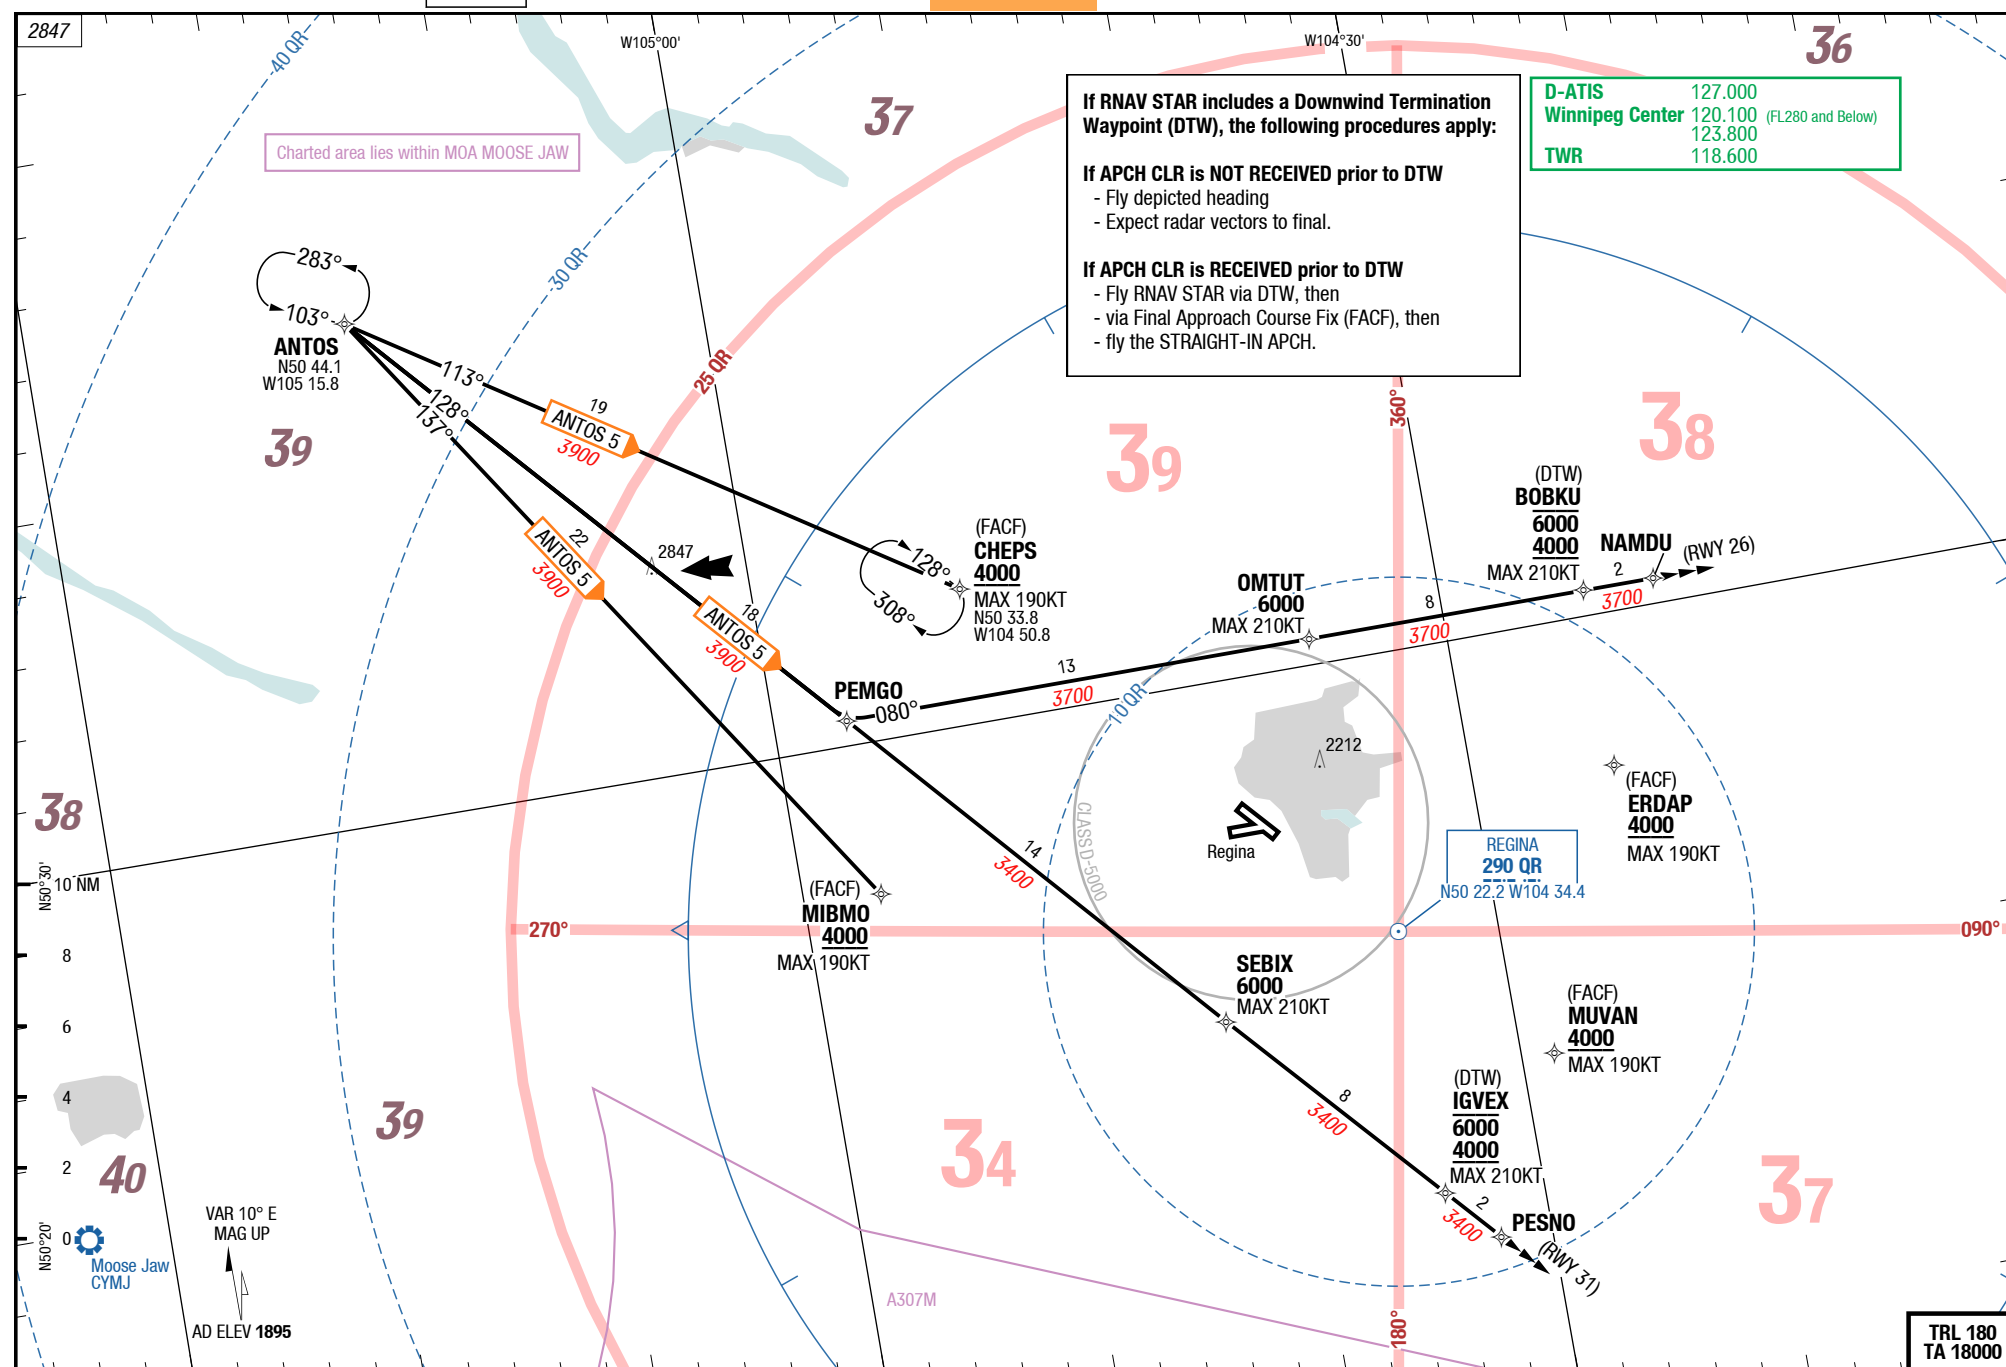 2847
40 QR
W105°00'
W104°30'
36
37
Charted area lies within MOA MOOSE JAW
If RNAV STAR includes a Downwind Termination
Waypoint (DTW), the following procedures apply:
If APCH CLR is NOT RECEIVED prior to DTW
- Fly depicted heading
- Expect radar vectors to final.
If APCH CLR is RECEIVED prior to DTW
- Fly RNAV STAR via DTW, then
- via Final Approach Course Fix (FACF), then
- fly the STRAIGHT-IN APCH.
D-ATIS 127.000
Winnipeg Center 120.100 (FL280 and Below)
123.800
TWR 118.600
283°
103°
ANTOS
N50 44.1
W105 15.8
30 QR
25 QR
113°
128°
137°
19
ANTOS 5
3900
39
22
ANTOS 5
3900
2847
18
ANTOS 5
3900
360°
39
38
(FACF)
CHEPS
4000
MAX 190KT
N50 33.8
W104 50.8
128°
308°
(DTW)
BOBKU
6000
4000
MAX 210KT
NAMDU
(RWY 26)
2
3700
OMTUT
6000
MAX 210KT
8
3700
13
3700
PEMGO
080°
10 QR
2212
CLASS D-5000
Regina
(FACF)
ERDAP
4000
MAX 190KT
REGINA
290 QR
N50 22.2 W104 34.4
38
N50°30'
10 NM
14
3400
(FACF)
MIBMO
4000
MAX 190KT
270°
090°
8
6
4
2
0
SEBIX
6000
MAX 210KT
(FACF)
MUVAN
4000
MAX 190KT
(DTW)
IGVEX
6000
4000
MAX 210KT
8
3400
2
3400
PESNO
(RWY 31)
39
34
37
40
N50°20'
Moose Jaw
CYMJ
VAR 10° E
MAG UP
AD ELEV 1895
A307M
180°
TRL 180
TA 18000